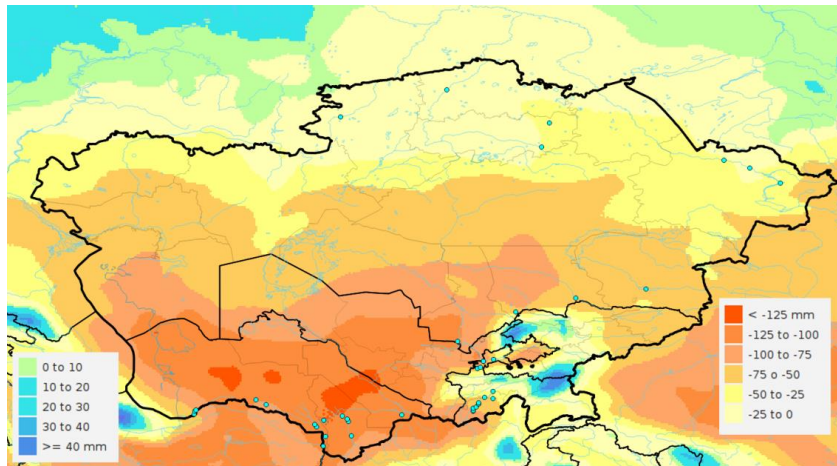 0 to 10
10 to 20
20 to 30
30 to 40
>= 40 mm
< -125 mm
-125 to -100
-100 to -75
-75 o -50
-50 to -25
-25 to 0